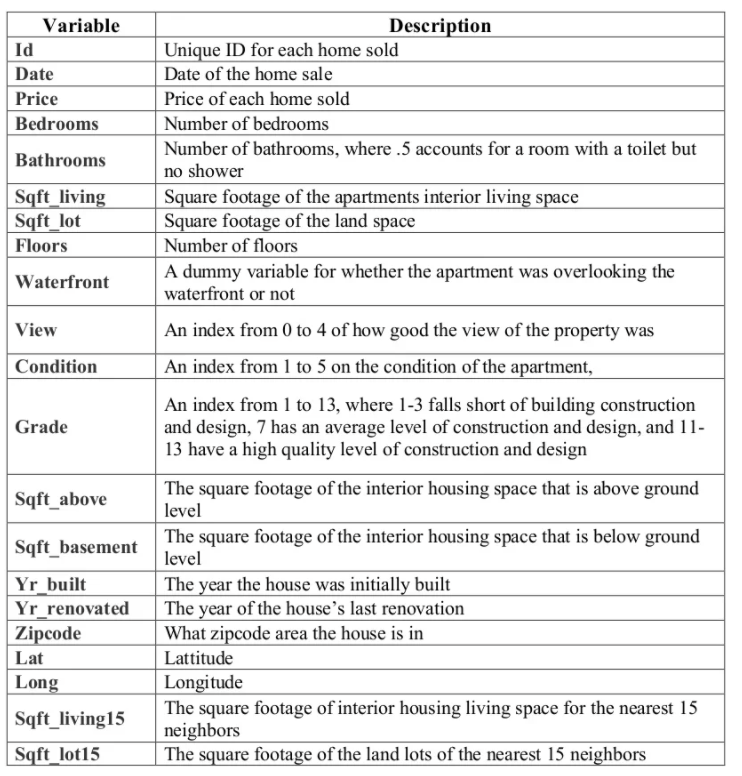 Variable Description
Id Unique ID for each home sold
Date Date of the home sale
Price Price of each home sold
Bedrooms Number of bedrooms
Bathrooms Number of bathrooms, where .5 accounts for a room with a toilet but
no shower
Sqft_living Square footage of the apartments interior living space
Sqft_lot Square footage of the land space
Floors Number of floors
Waterfront A dummy variable for whether the apartment was overlooking the
waterfront or not
View An index from 0 to 4 of how good the view of the property was
Condition An index from 1 to 5 on the condition of the apartment,
Grade An index from 1 to 13, where 1-3 falls short of building construction
and design, 7 has an average level of construction and design, and 11-
13 have a high quality level of construction and design
Sqft_above The square footage of the interior housing space that is above ground
level
Sqft_basement The square footage of the interior housing space that is below ground
level
Yr_built The year the house was initially built
Yr_renovated The year of the house’s last renovation
Zipcode What zipcode area the house is in
Lat Lattitude
Long Longitude
Sqft_living15 The square footage of interior housing living space for the nearest 15
neighbors
Sqft_lot15 The square footage of the land lots of the nearest 15 neighbors